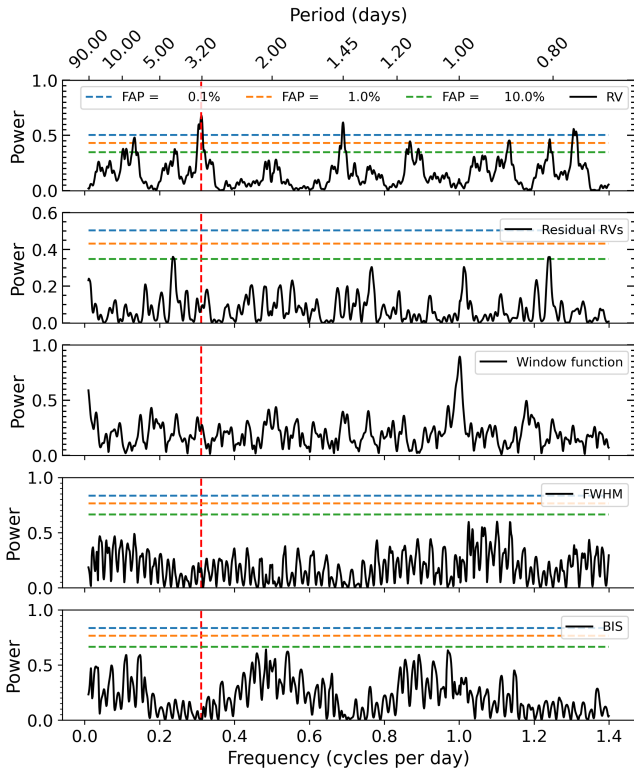 Period (days)
90.00 10.00 5.00 3.20 2.00 1.45 1.20 1.00 0.80
1.0
FAP = 0.1% FAP = 1.0% FAP = 10.0% RV
0.5
Power
0.0
0.6
Residual RVs
0.4
Power
0.2
0.0
1.0
Window function
0.5
Power
0.0
1.0
FWHM
0.5
Power
0.0
1.0
BIS
0.5
Power
0.0
0.0 0.2 0.4 0.6 0.8 1.0 1.2 1.4
Frequency (cycles per day)